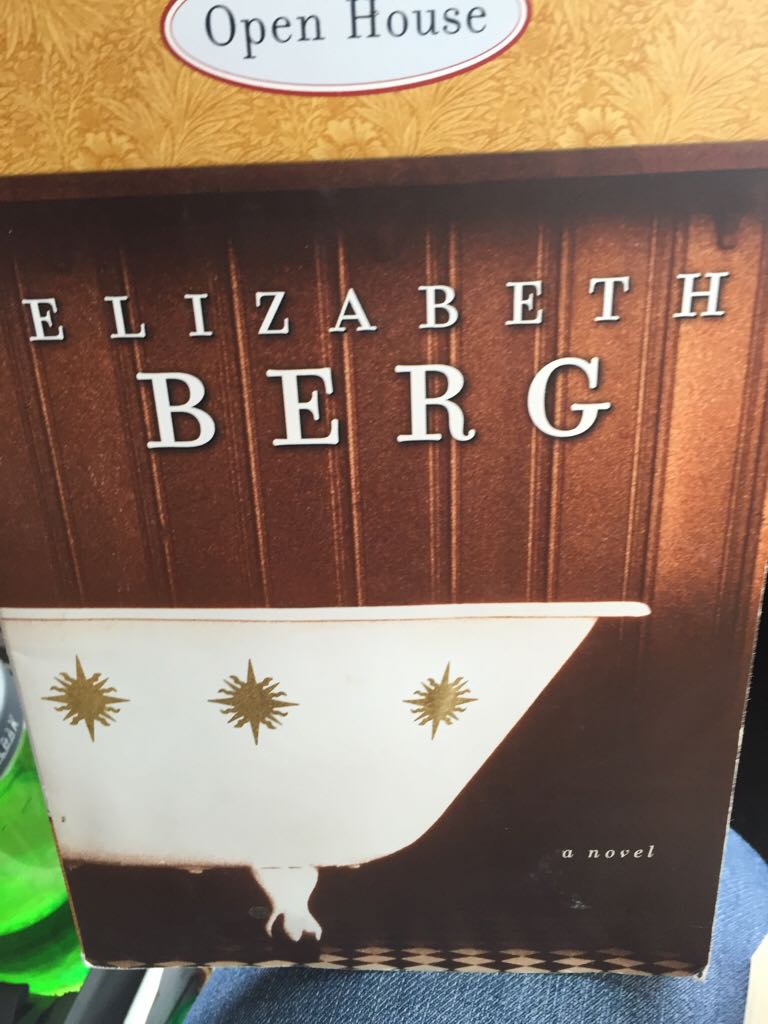 Open House
ELIZABETH
BERG
a novel